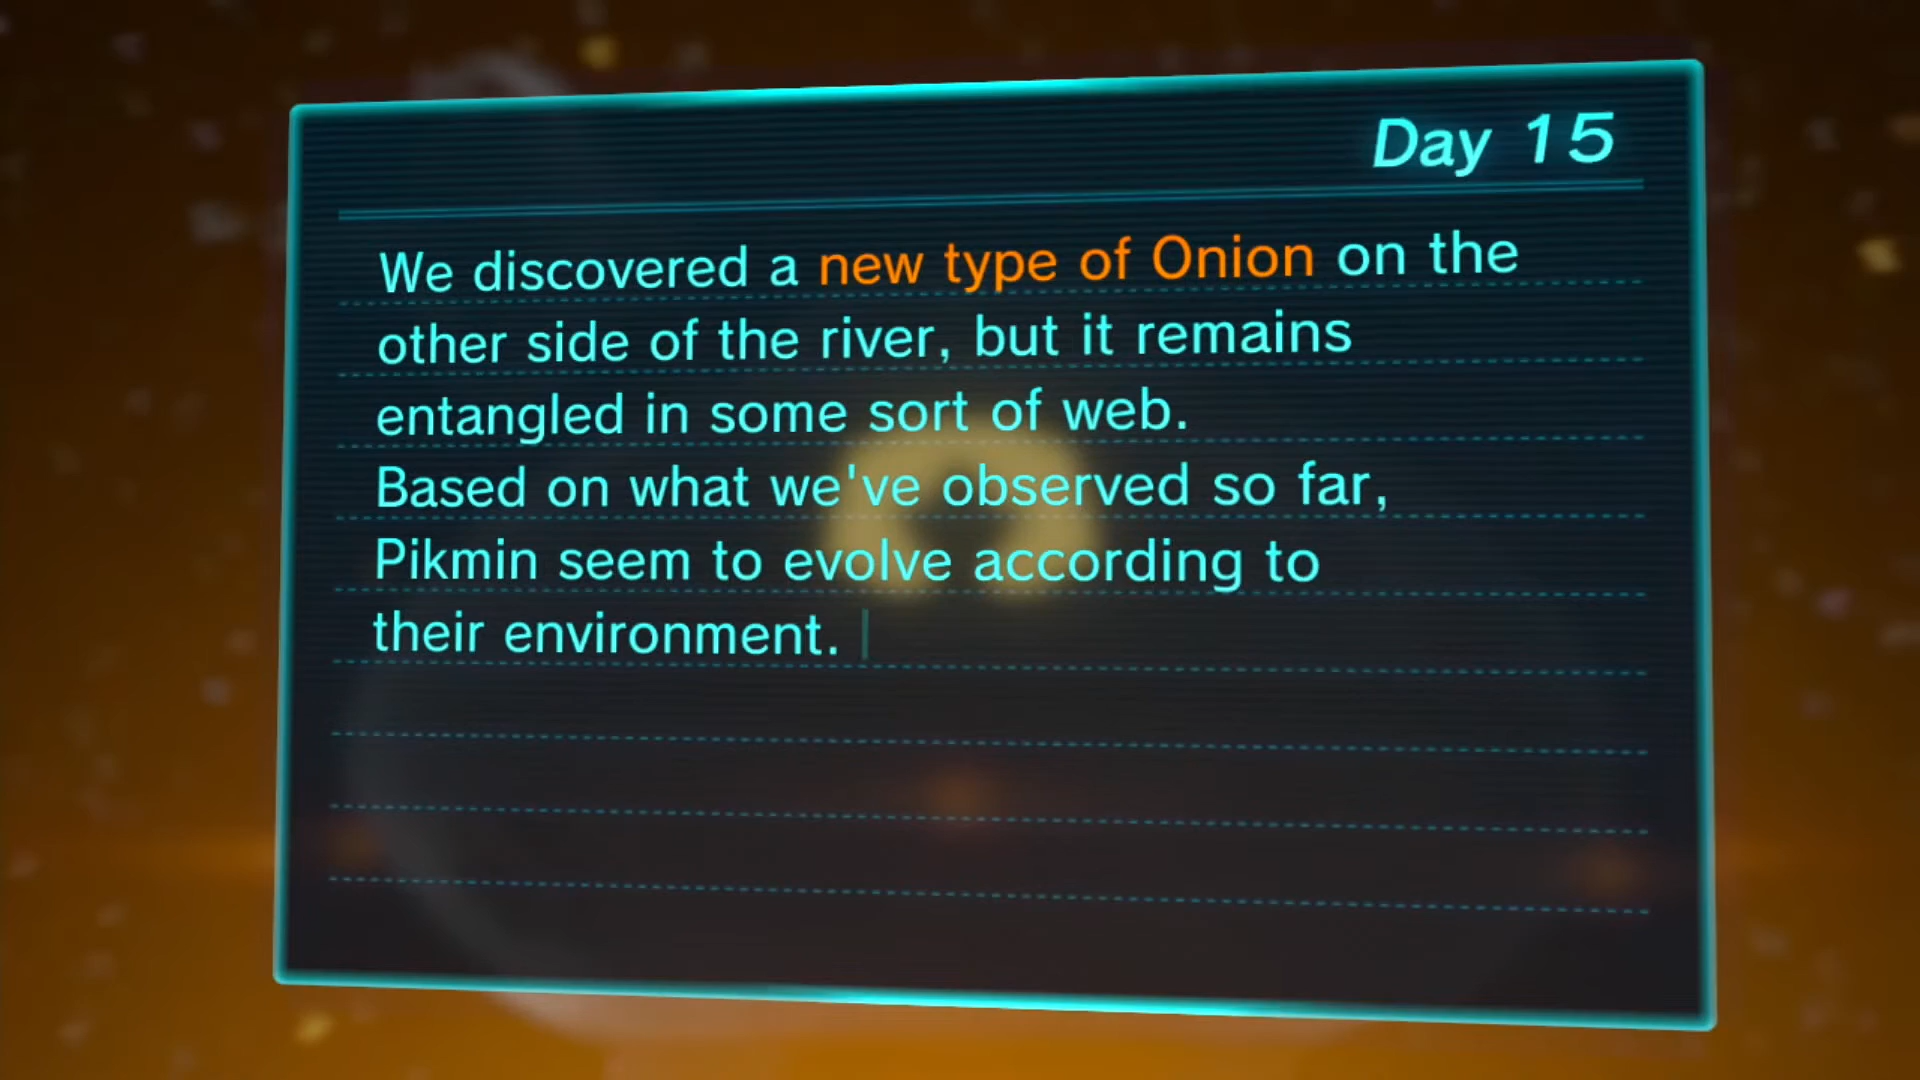 Day 15
We discovered a new type of Onion on the
other side of the river, but it remains
entangled in some sort of web.
Based on what we've observed so far,
Pikmin seem to evolve according to
their environment.